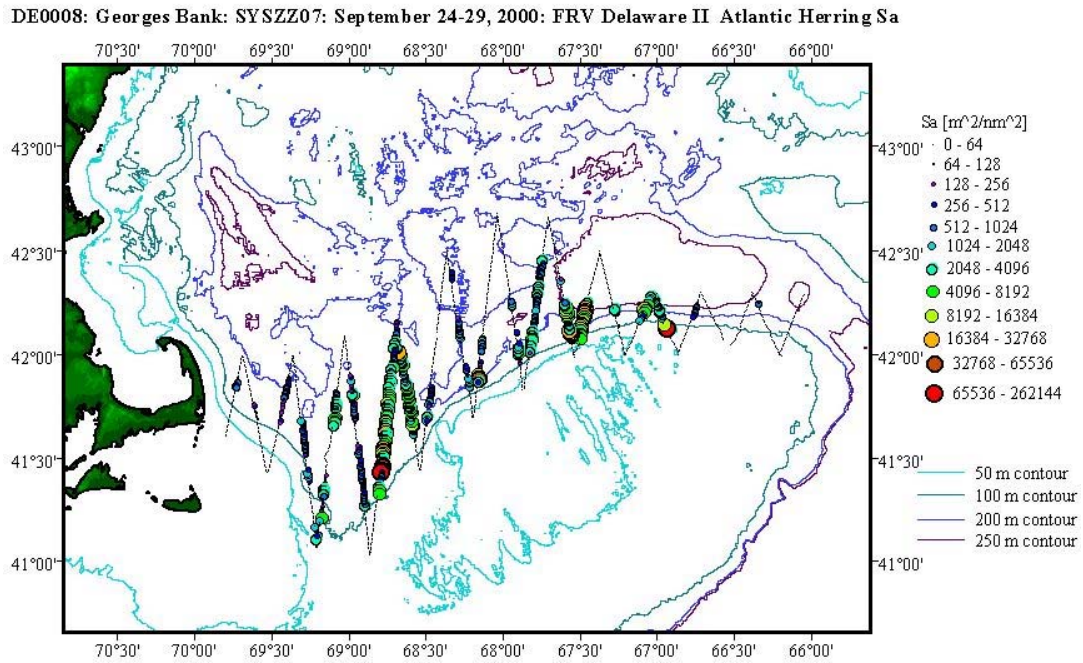 DE0008: Georges Bank: SYSZZ07: September 24-29, 2000: FRV Delaware II Atlantic Herring Sa
70°30' 70°00' 69°30' 69°00' 68°30' 68°00' 67°30' 67°00' 66°30' 66°00'
43°00' 43°00'
42°30' 42°30'
42°00' 42°00'
41°30' 41°30'
41°00' 41°00'
70°30' 70°00' 69°30' 69°00' 68°30' 68°00' 67°30' 67°00' 66°30' 66°00'
Sa [m^2/nm^2]
0 - 64
64 - 128
128 - 256
256 - 512
512 - 1024
1024 - 2048
2048 - 4096
4096 - 8192
8192 - 16384
16384 - 32768
32768 - 65536
65536 - 262144
50 m contour
100 m contour
200 m contour
250 m contour